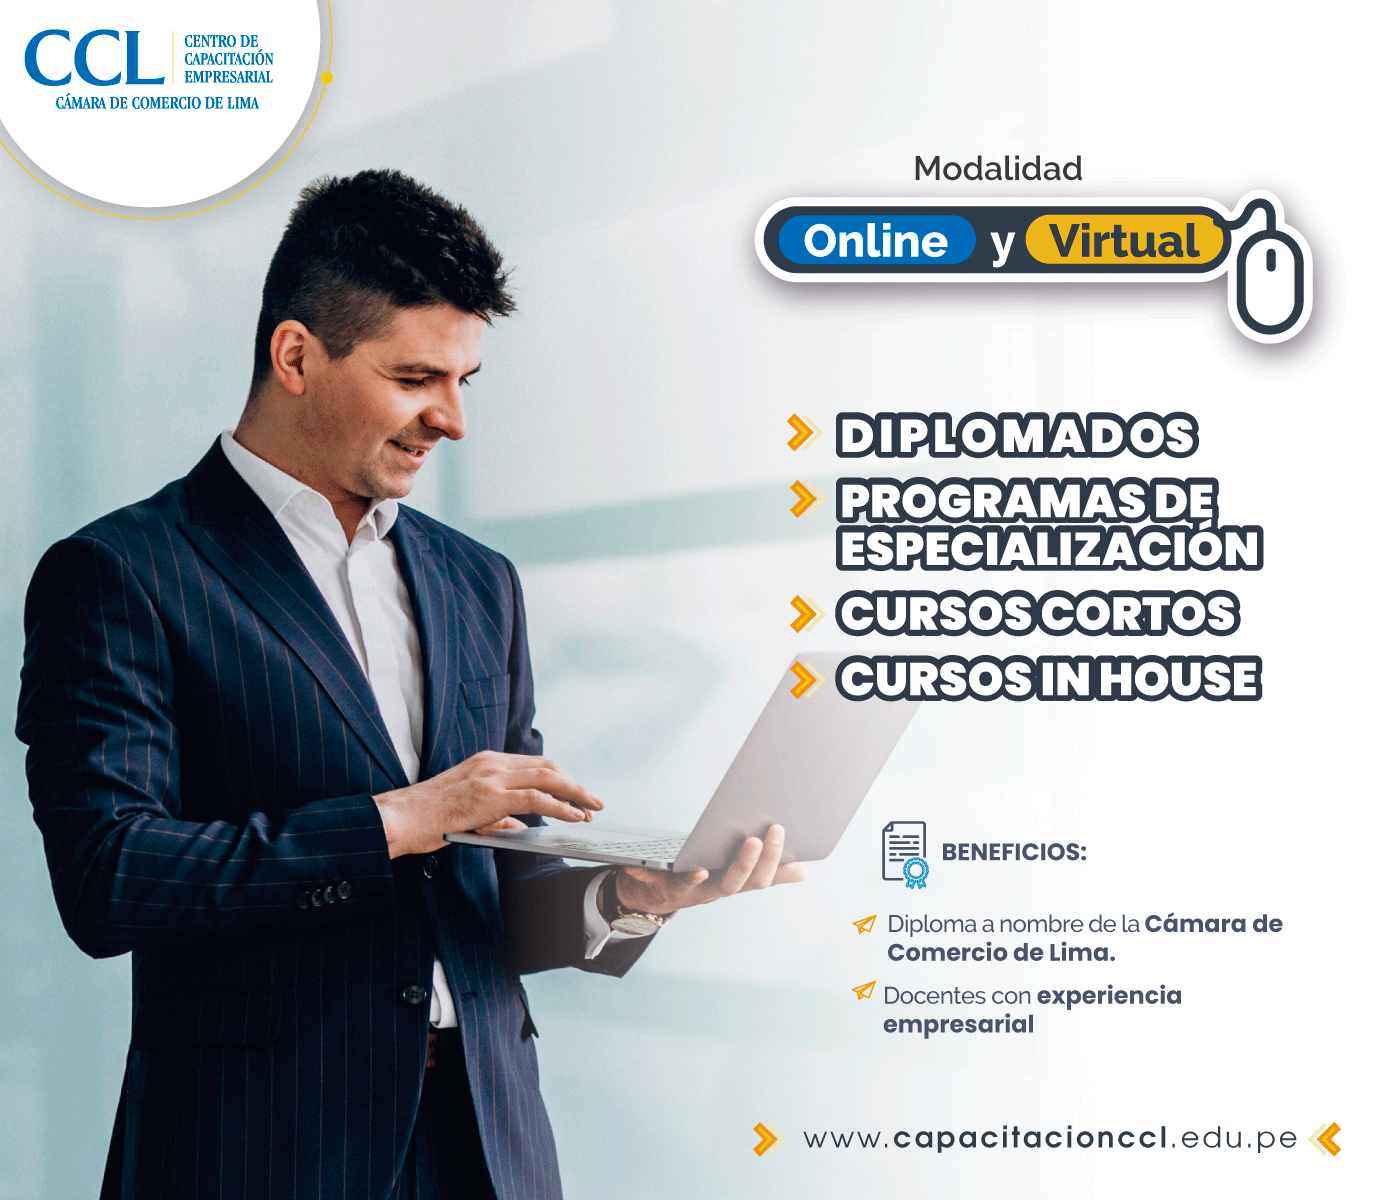 CCL
CENTRO DE
CAPACITACIÓN
EMPRESARIAL
CÁMARA DE COMERCIO DE LIMA
Modalidad
Online y Virtual
DIPLOMADOS
PROGRAMAS DE
ESPECIALIZACIÓN
CURSOS CORTOS
CURSOS IN HOUSE
BENEFICIOS:
Diploma a nombre de la Cámara de
Comercio de Lima.
Docentes con experiencia
empresarial
www.capacitacionccl.edu.pe